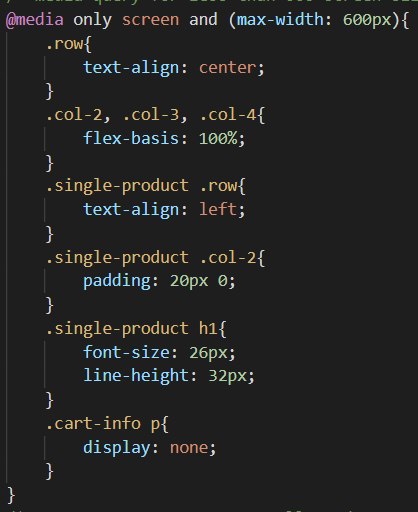 @media only screen and (max-width: 600px){
.row{
text-align: center;
}
.col-2, .col-3, .col-4{
flex-basis: 100%;
}
.single-product .row{
text-align: left;
}
.single-product .col-2{
padding: 20px 0;
}
.single-product h1{
font-size: 26px;
line-height: 32px;
}
.cart-info p{
display: none;
}
}